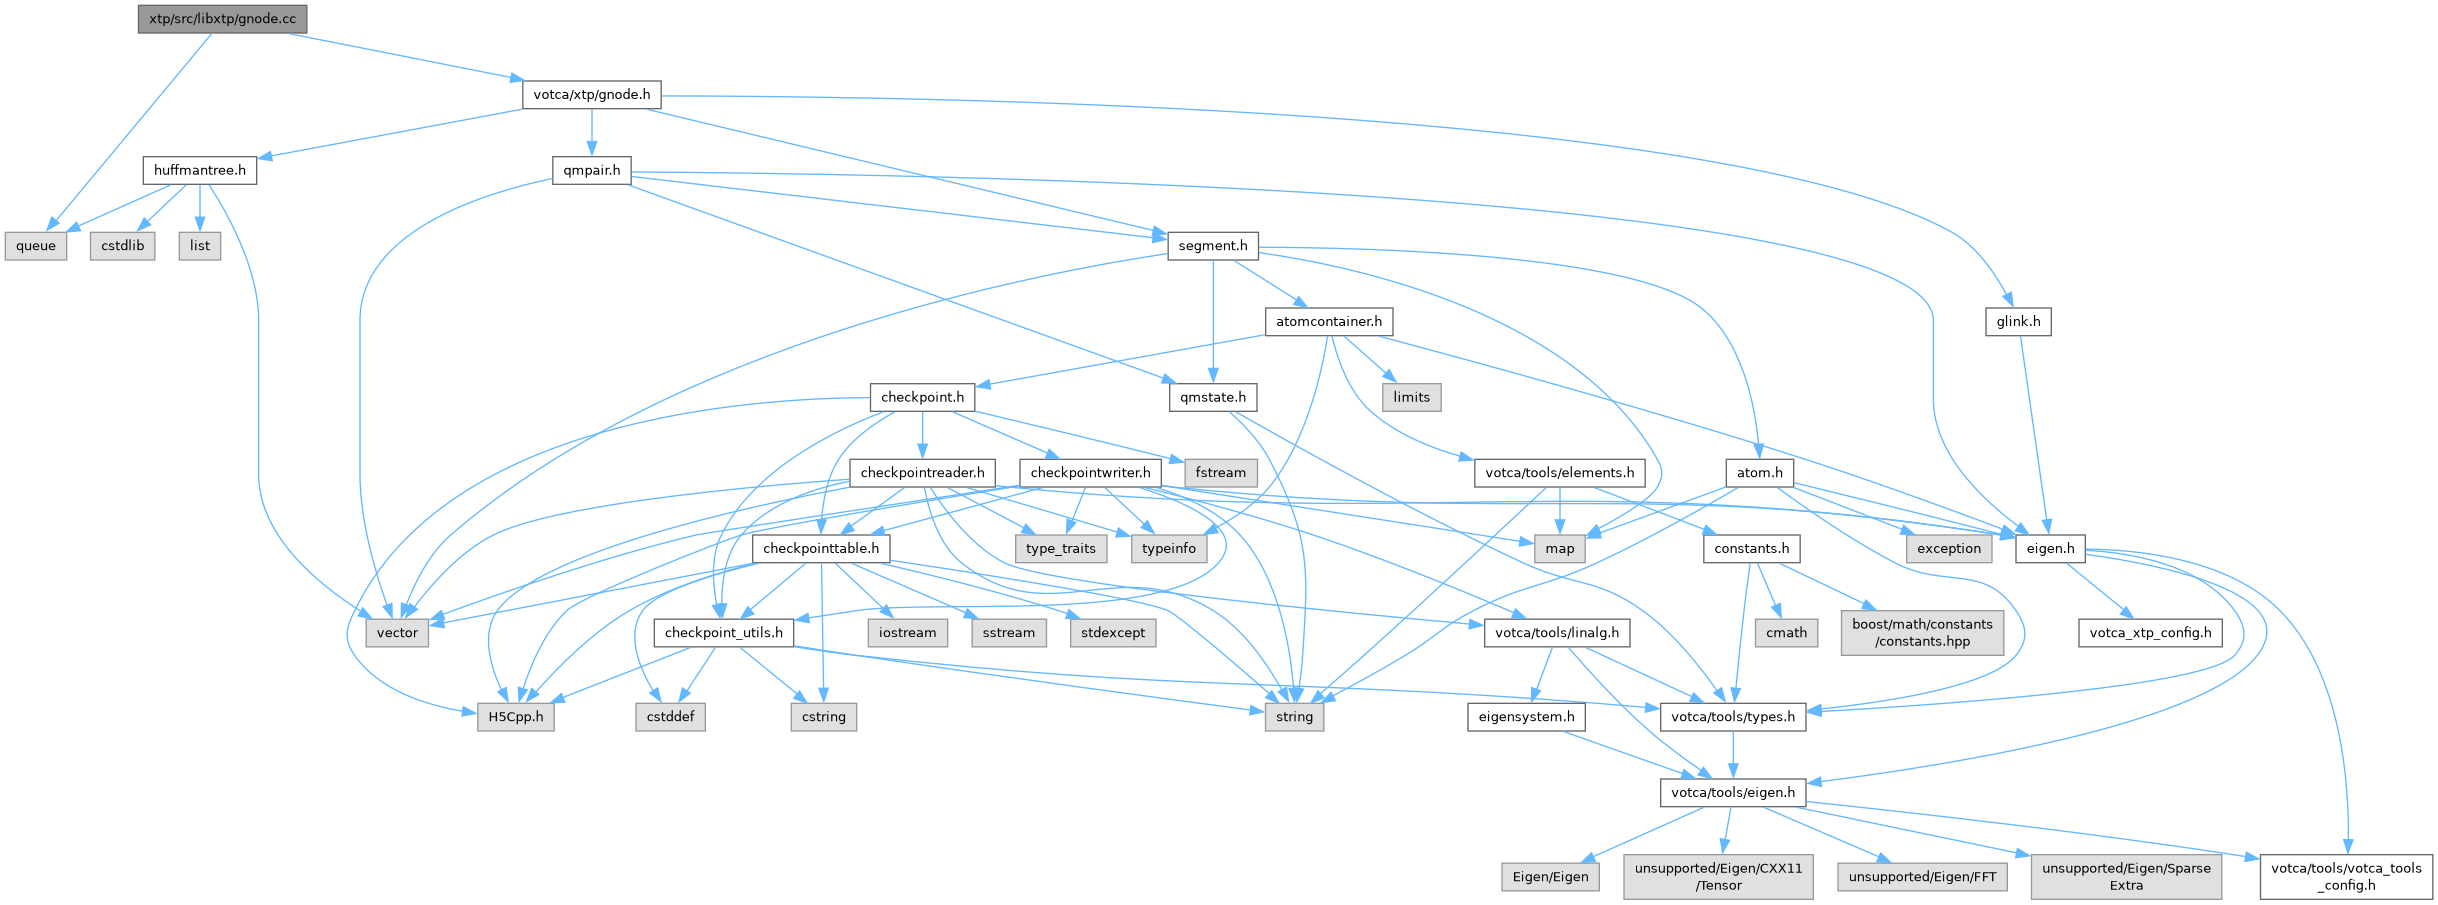 xtp/src/libxtp/gnode.cc
votca/xtp/gnode.h
huffmantree.h
qmpair.h
queue
cstdlib
list
segment.h
atomcontainer.h
glink.h
checkpoint.h
qmstate.h
limits
checkpointreader.h
checkpointwriter.h
fstream
votca/tools/elements.h
atom.h
checkpointtable.h
type_traits
typeinfo
map
constants.h
exception
eigen.h
vector
checkpoint_utils.h
iostream
sstream
stdexcept
votca/tools/linalg.h
cmath
boost/math/constants
/constants.hpp
votca_xtp_config.h
H5Cpp.h
cstddef
cstring
string
eigensystem.h
votca/tools/types.h
votca/tools/eigen.h
Eigen/Eigen
unsupported/Eigen/CXX11
/Tensor
unsupported/Eigen/FFT
unsupported/Eigen/Sparse
Extra
votca/tools/votca_tools
_config.h